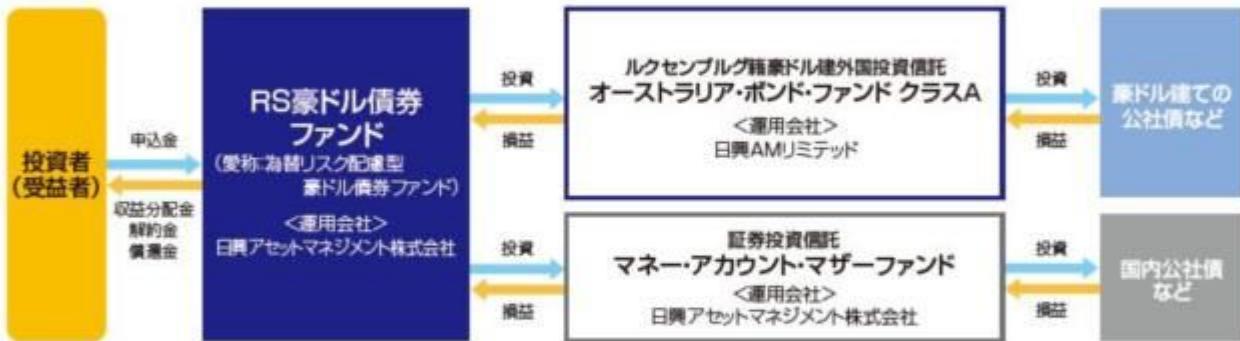 投資者
(受益者)
申込金
収益分配金
解約金
償還金
RS豪ドル債券
ファンド
(愛称:為替リスク配慮型
豪ドル債券ファンド)
<運用会社>
日興アセットマネジメント株式会社
投資
損益
ルクセンブルグ籍豪ドル建外国投資信託
オーストラリア・ボンド・ファンド クラスA
<運用会社>
日興AMリミテッド
投資
損益
豪ドル建ての
公社債など
投資
損益
証券投資信託
マネー・アカウント・マザーファンド
<運用会社>
日興アセットマネジメント株式会社
投資
損益
国内公社債
など